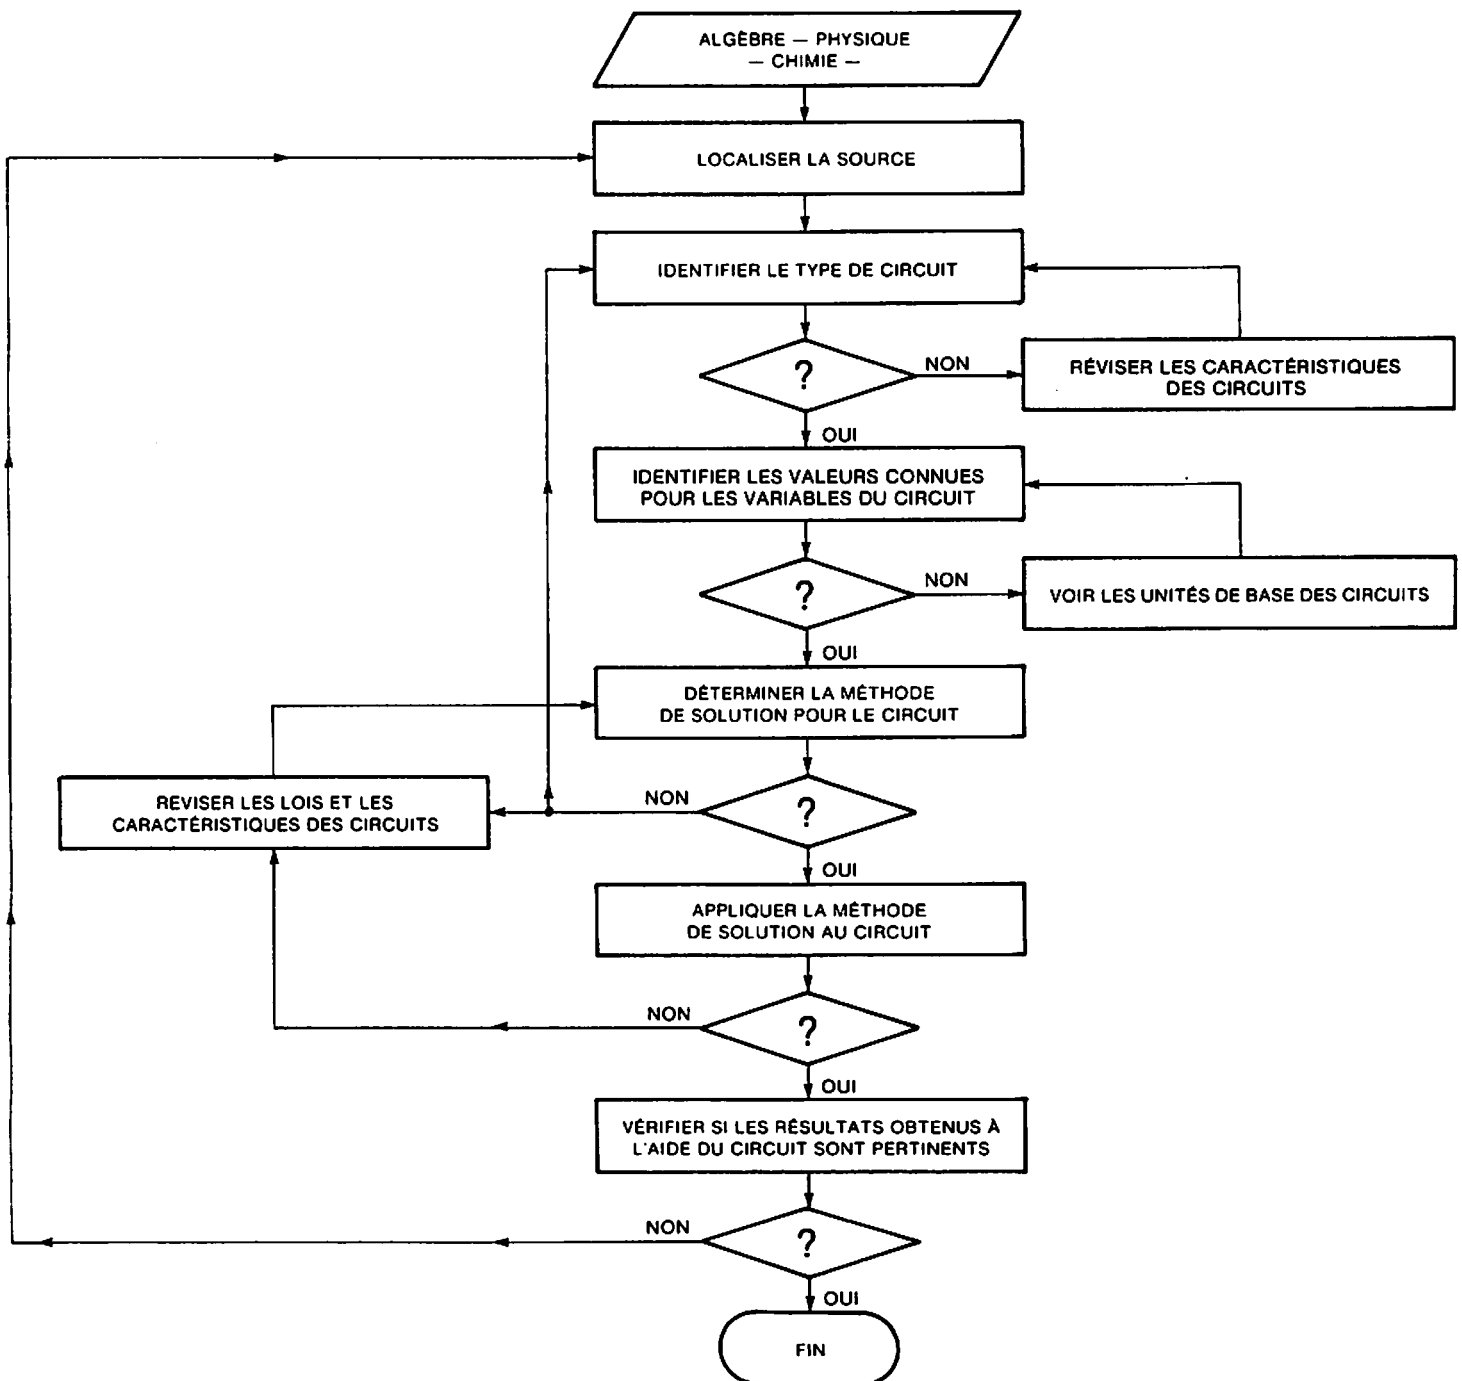 ALGÈBRE — PHYSIQUE
— CHIMIE —
LOCALISER LA SOURCE
IDENTIFIER LE TYPE DE CIRCUIT
?
NON
RÉVISER LES CARACTÉRISTIQUES
DES CIRCUITS
OUI
IDENTIFIER LES VALEURS CONNUES
POUR LES VARIABLES DU CIRCUIT
?
NON
VOIR LES UNITÉS DE BASE DES CIRCUITS
OUI
DÉTERMINER LA MÉTHODE
DE SOLUTION POUR LE CIRCUIT
?
NON
REVISER LES LOIS ET LES
CARACTÉRISTIQUES DES CIRCUITS
OUI
APPLIQUER LA MÉTHODE
DE SOLUTION AU CIRCUIT
?
NON
OUI
VÉRIFIER SI LES RÉSULTATS OBTENUS À
L'AIDE DU CIRCUIT SONT PERTINENTS
?
NON
OUI
FIN